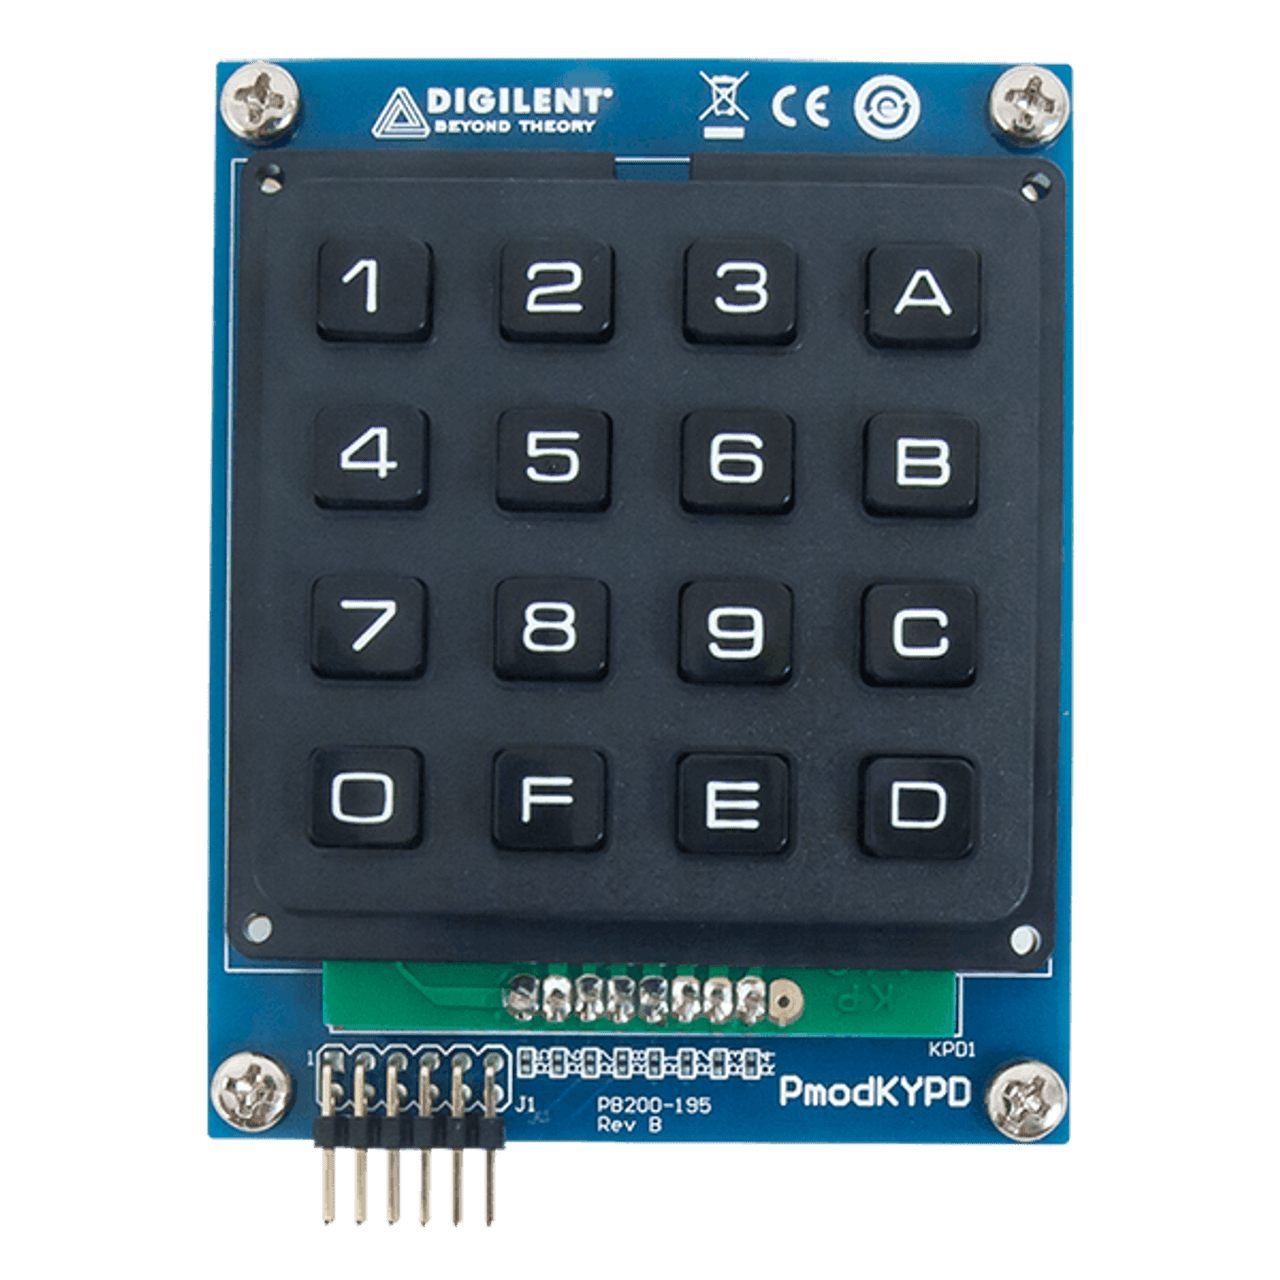 DIGILENT
BEYOND THEORY
CE
1 2 3 A
4 5 6 B
7 8 9 C
0 F E D
KP
KPD1
1
J1
PB200-195
Rev B
PmodKYPD